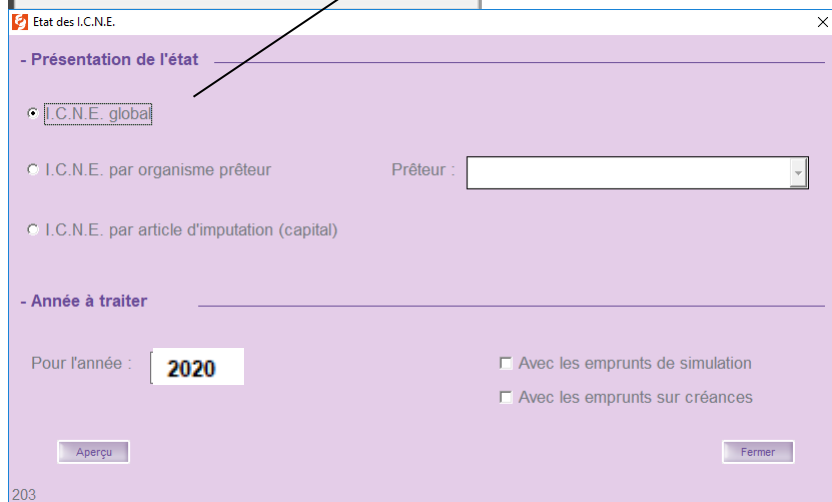 Etat des I.C.N.E.
- Présentation de l'état
I.C.N.E. global
I.C.N.E. par organisme prêteur Prêteur :
I.C.N.E. par article d'imputation (capital)
- Année à traiter
Pour l'année : 2020 Avec les emprunts de simulation
Avec les emprunts sur créances
Aperçu Fermer
203